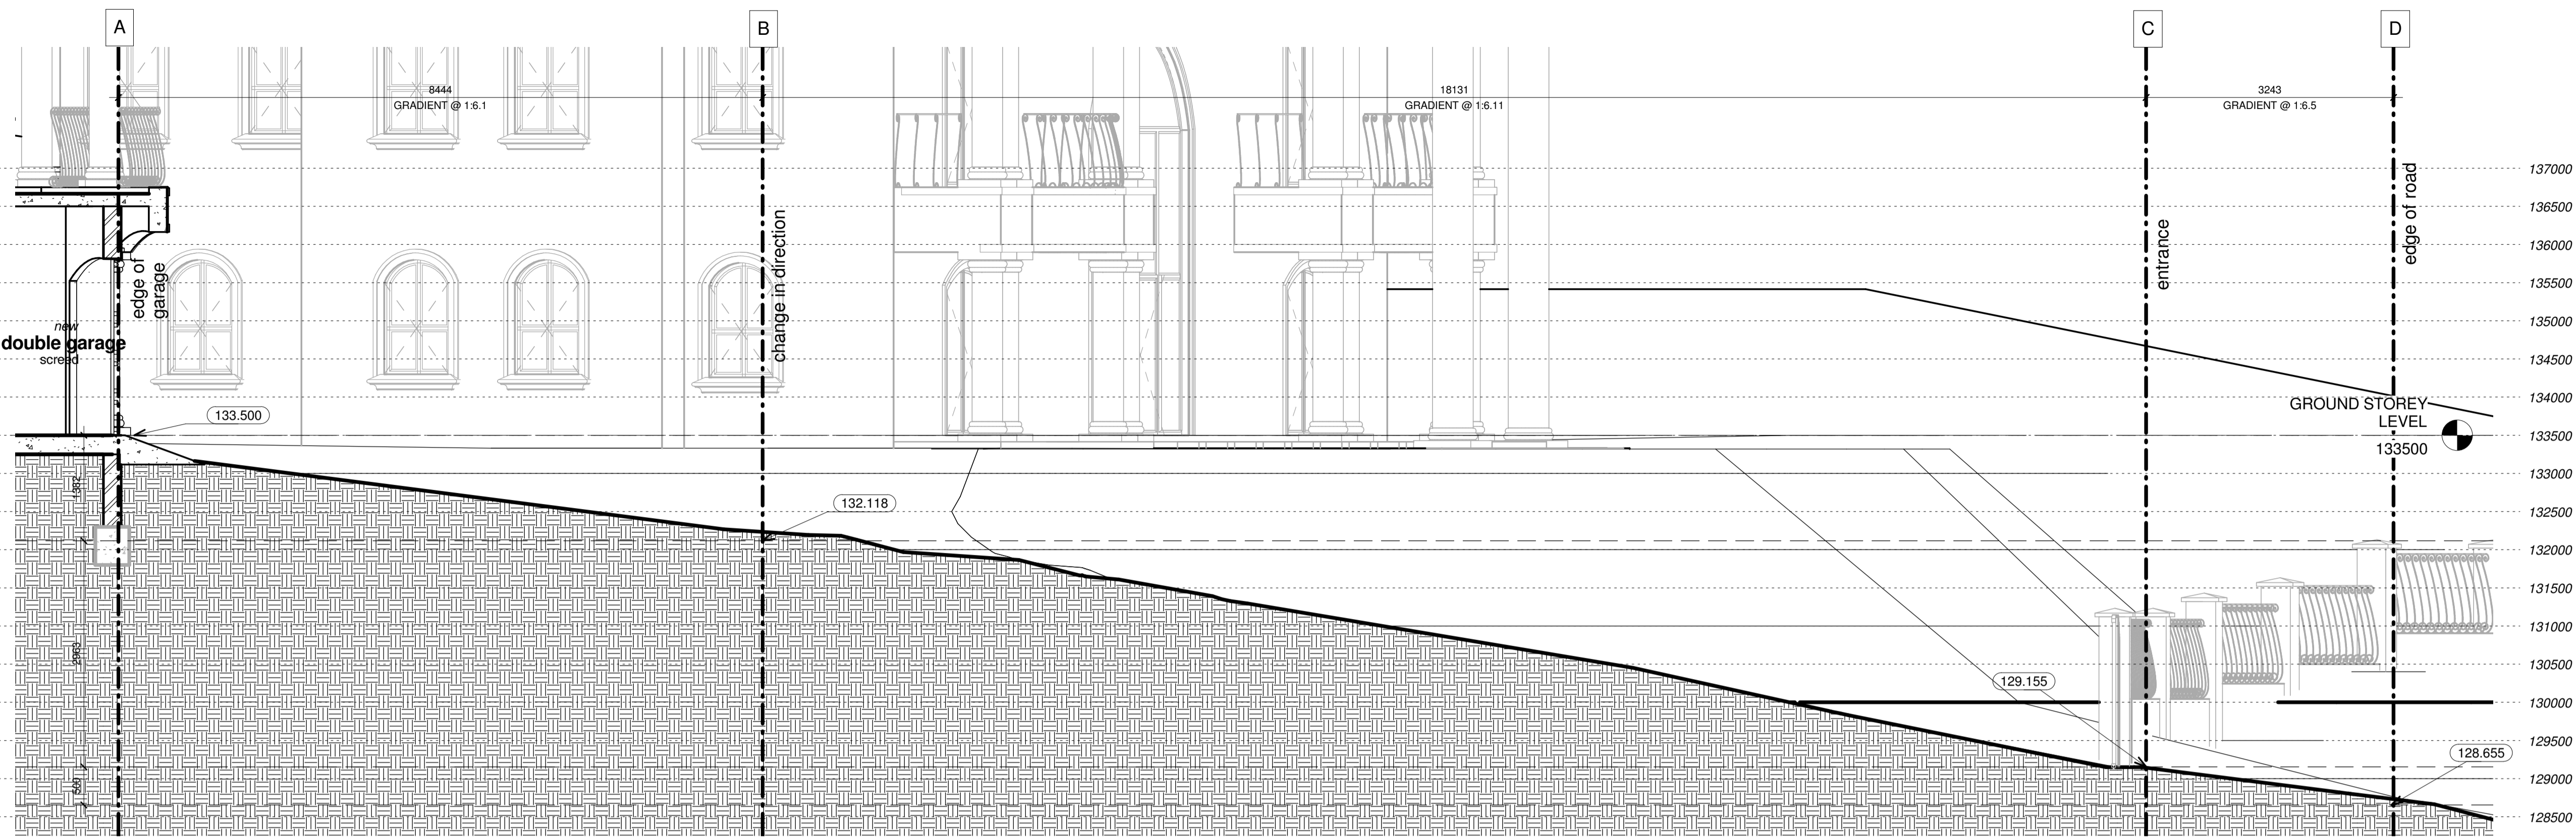 A
B
C
D
8444
GRADIENT @ 1:6.1
18131
GRADIENT @ 1:6.11
3243
GRADIENT @ 1:6.5
edge of
garage
change in direction
entrance
edge of road
137000
136500
136000
135500
135000
134500
134000
133500
133000
132500
132000
131500
131000
130500
130000
129500
129000
128500
new
double garage
screed
133.500
GROUND STOREY
LEVEL
133500
1382
132.118
2963
129.155
500
128.655